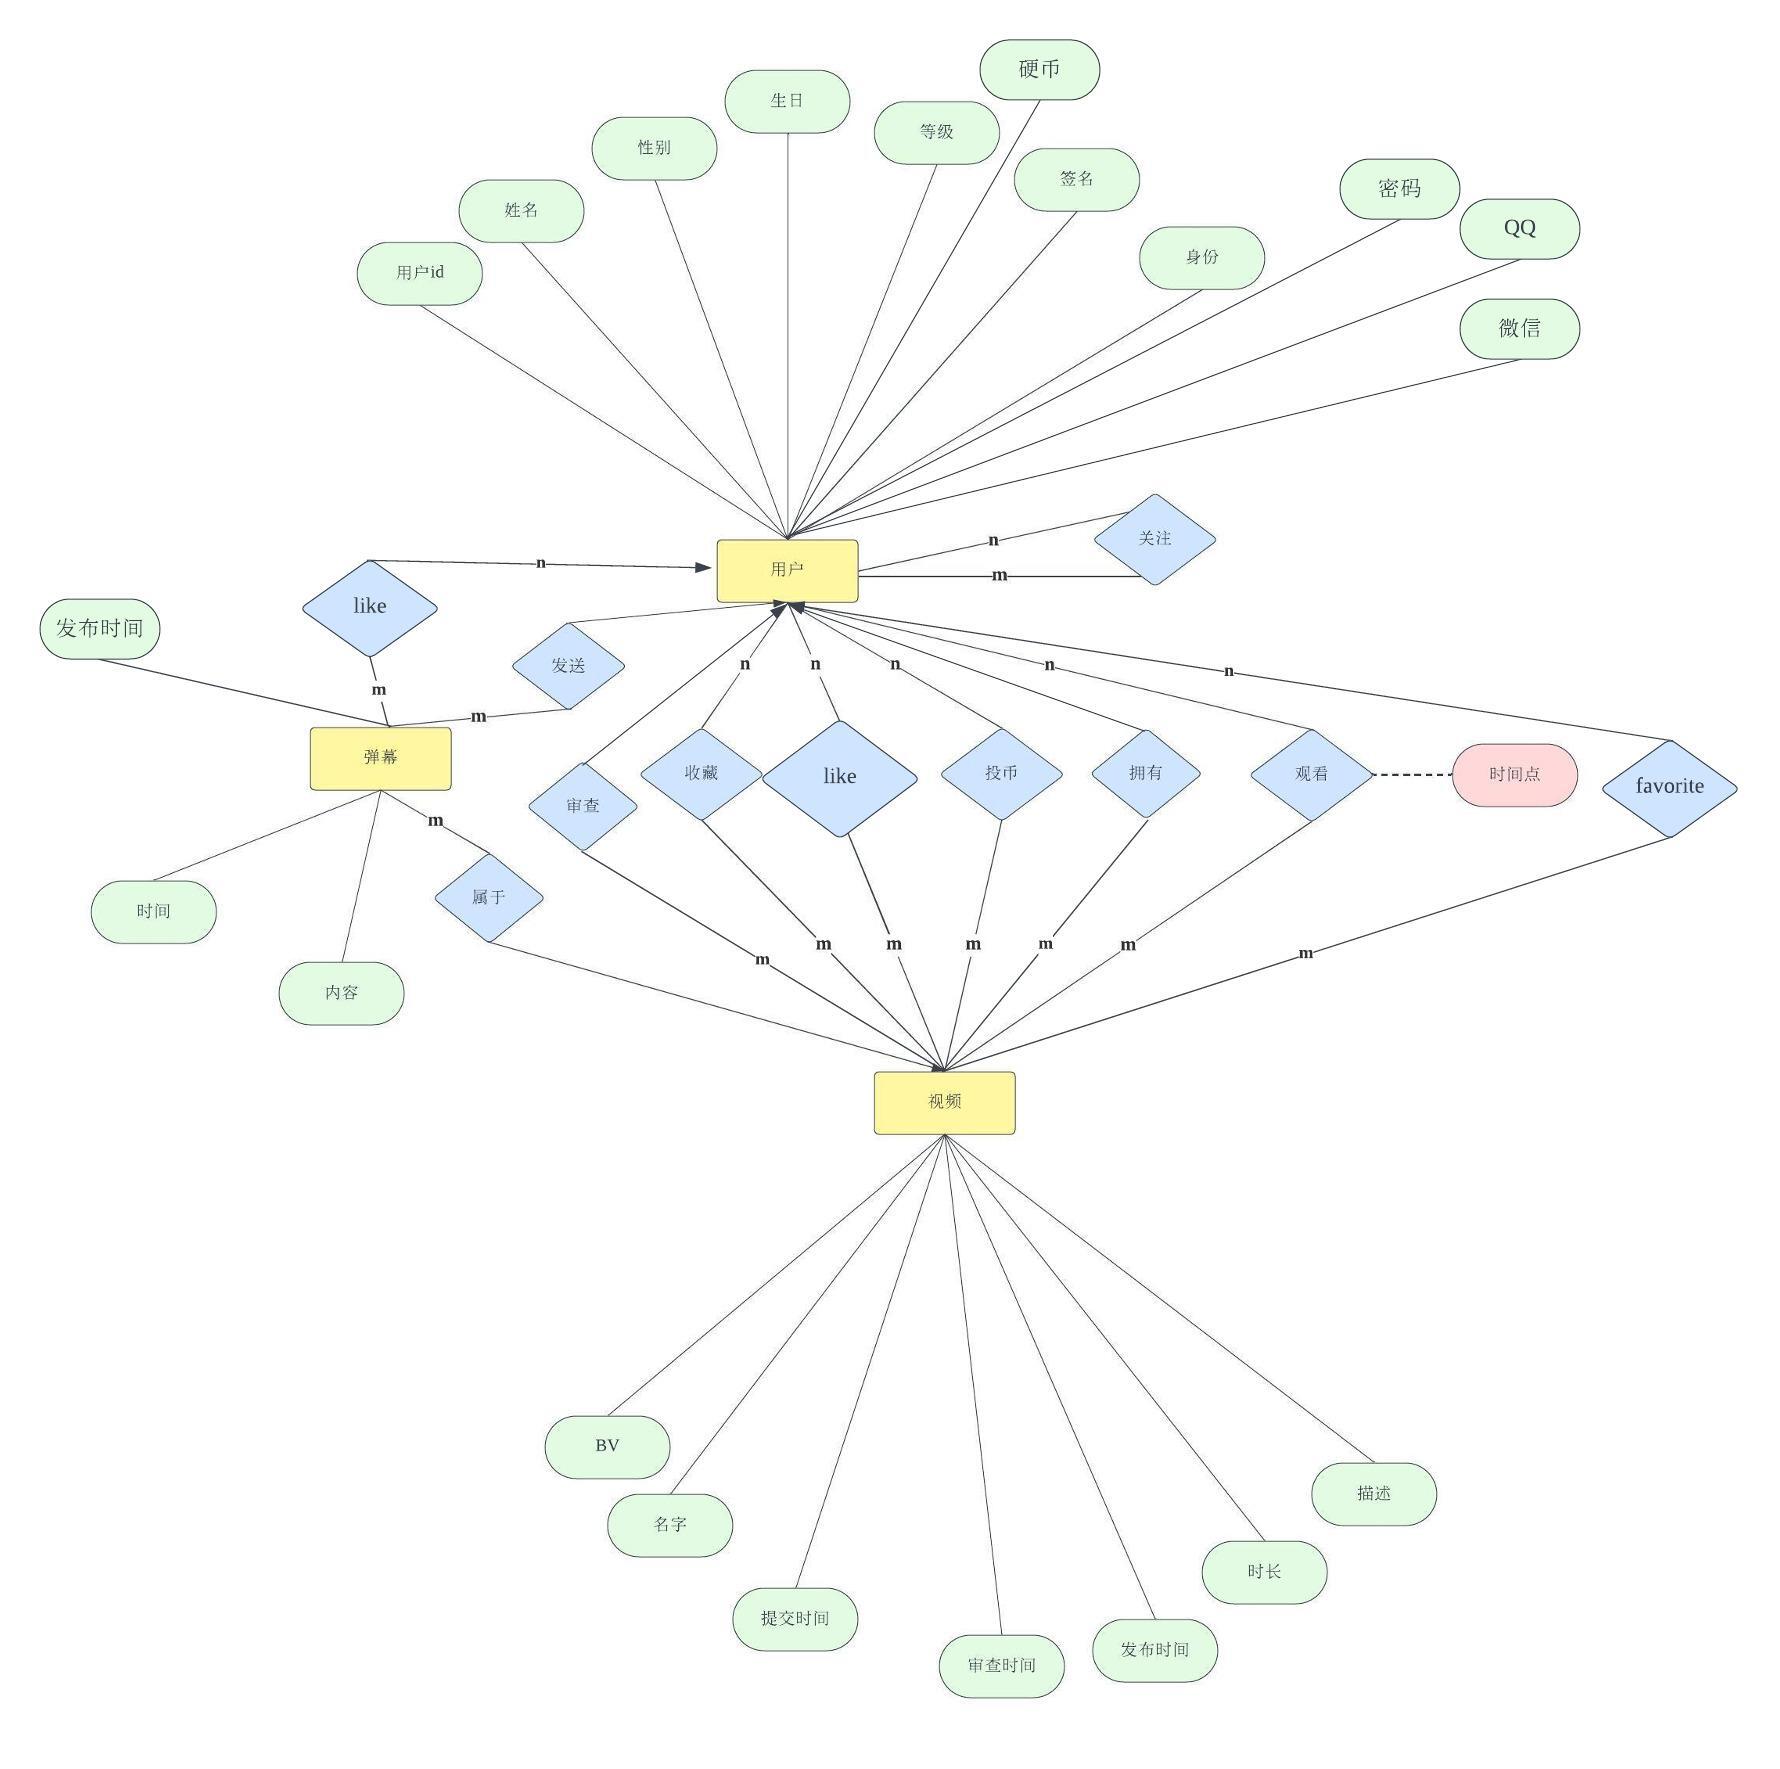 硬币
生日
等级
性别
签名
密码
姓名
QQ
身份
用户id
微信
关注
n
n
用户
m
like
发布时间
发送
n
n
n
n
n
m
m
弹幕
收藏
like
投币
拥有
观看
时间点
favorite
审查
m
属于
时间
m
m
m
m
m
m
m
内容
视频
BV
描述
名字
时长
提交时间
发布时间
审查时间